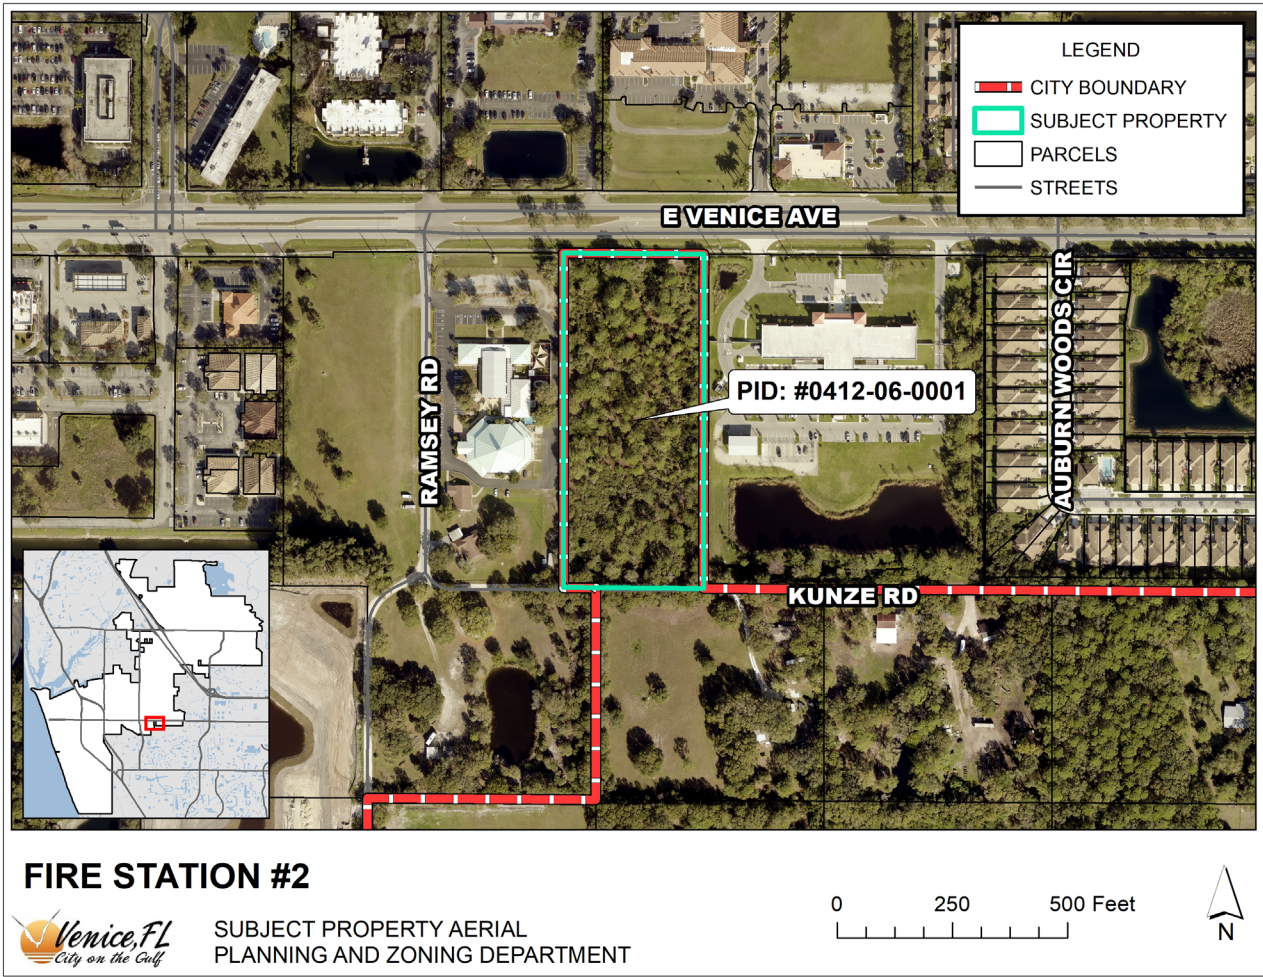 LEGEND
CITY BOUNDARY
SUBJECT PROPERTY
PARCELS
STREETS
E VENICE AVE
RAMSEY RD
AUBURN WOODS CIR
PID: #0412-06-0001
KUNZE RD
FIRE STATION #2
Venice, FL
City on the Gulf
SUBJECT PROPERTY AERIAL
PLANNING AND ZONING DEPARTMENT
0 250 500 Feet
N